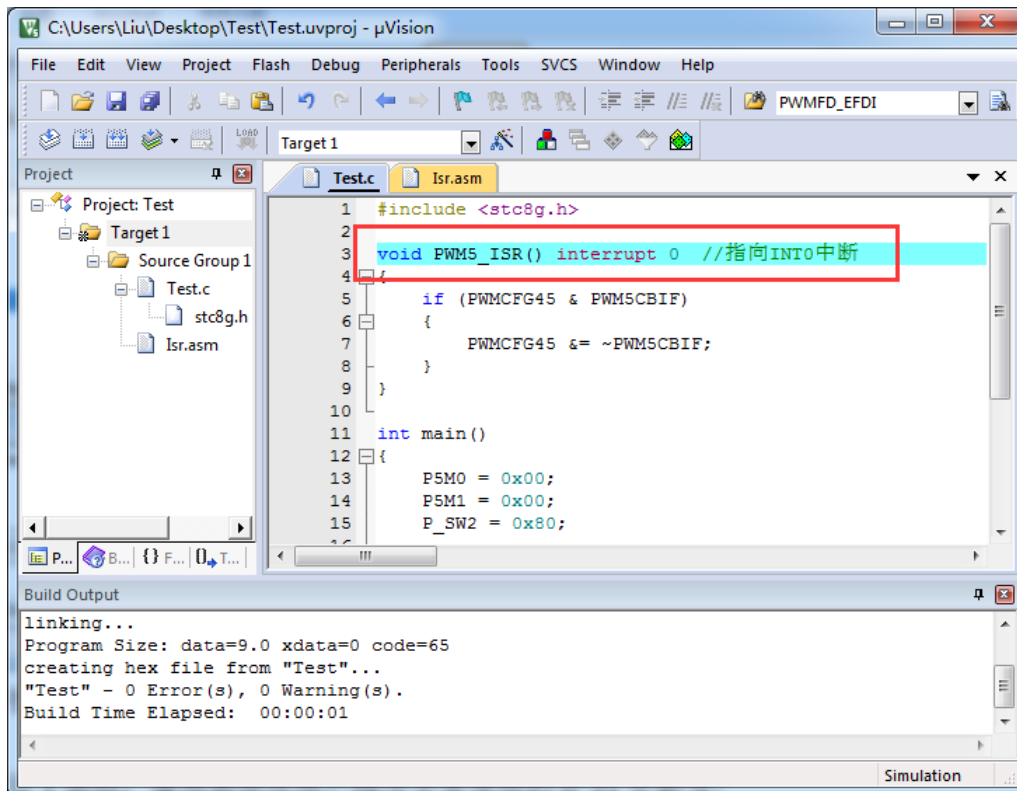 C:\Users\Liu\Desktop\Test\Test.uvproj - µVision
File Edit View Project Flash Debug Peripherals Tools SVCS Window Help
PWMFD_EFDI
LOAD Target 1
Project
Test.c Isr.asm
Project: Test
Target 1
Source Group 1
Test.c
stc8g.h
Isr.asm
1 #include <stc8g.h>
2
3 void PWM5_ISR() interrupt 0 //指向INT0中断
4 {
5 if (PWMCFG45 & PWM5CBIF)
6 {
7 PWMCFG45 &= ~PWM5CBIF;
8 }
9 }
10
11 int main()
12 {
13 P5M0 = 0x00;
14 P5M1 = 0x00;
15 P_SW2 = 0x80;
P... B... {} F... 0 T...
Build Output
linking...
Program Size: data=9.0 xdata=0 code=65
creating hex file from "Test"...
"Test" - 0 Error(s), 0 Warning(s).
Build Time Elapsed: 00:00:01
Simulation